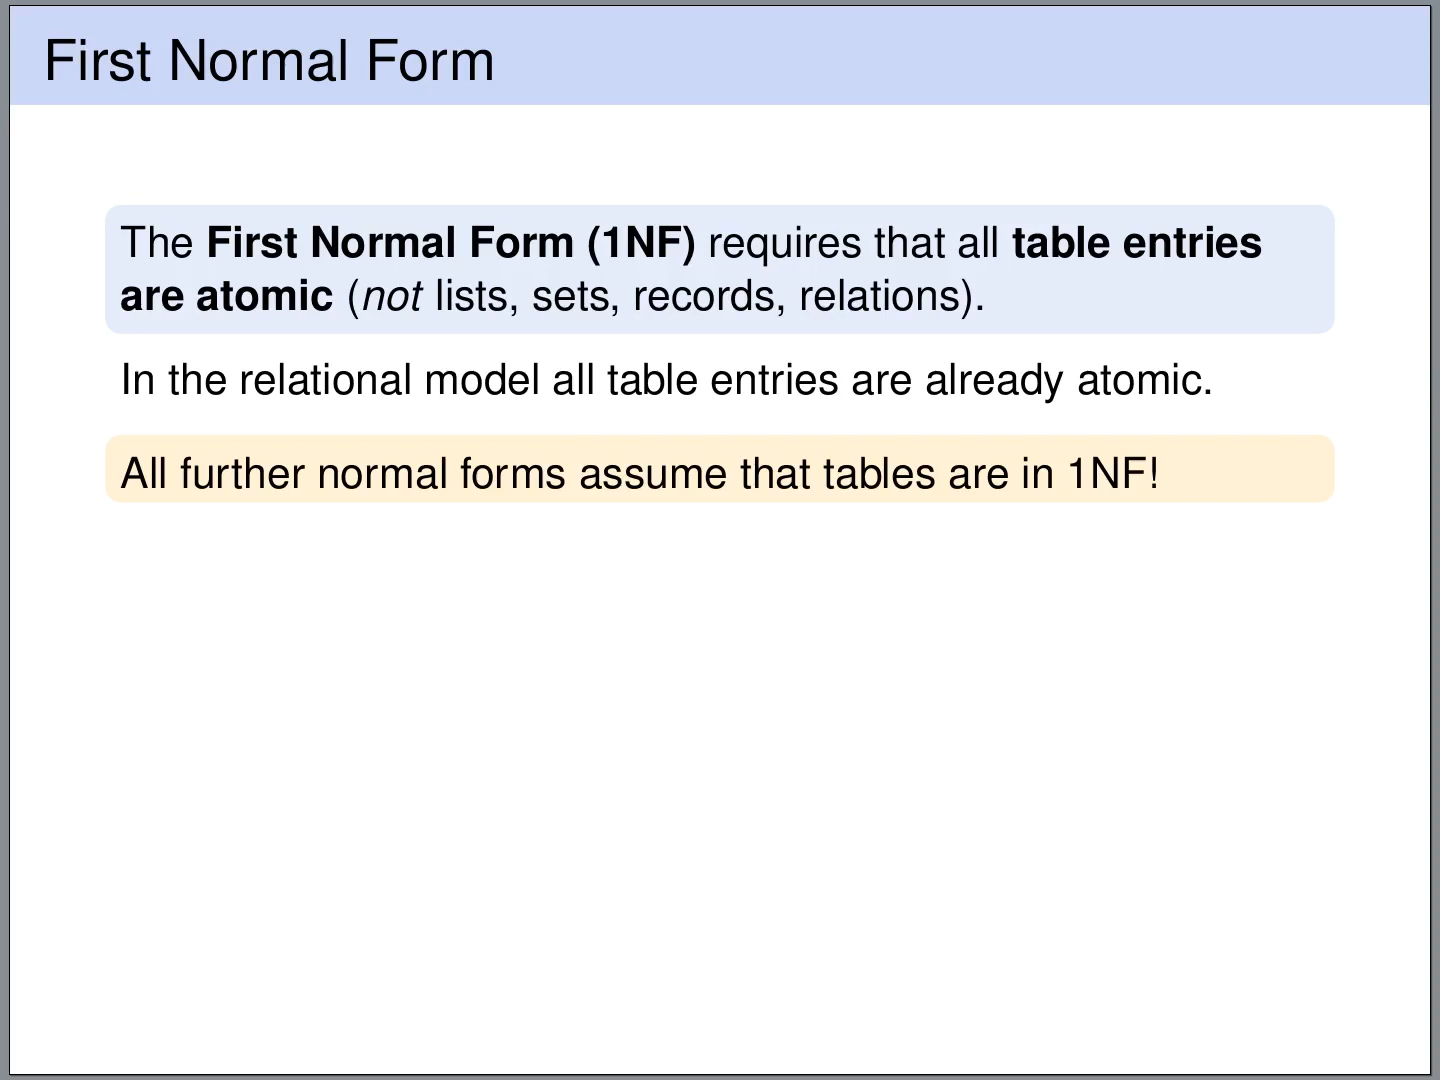 First Normal Form
The First Normal Form (1NF) requires that all table entries
are atomic (not lists, sets, records, relations).
In the relational model all table entries are already atomic.
All further normal forms assume that tables are in 1NF!